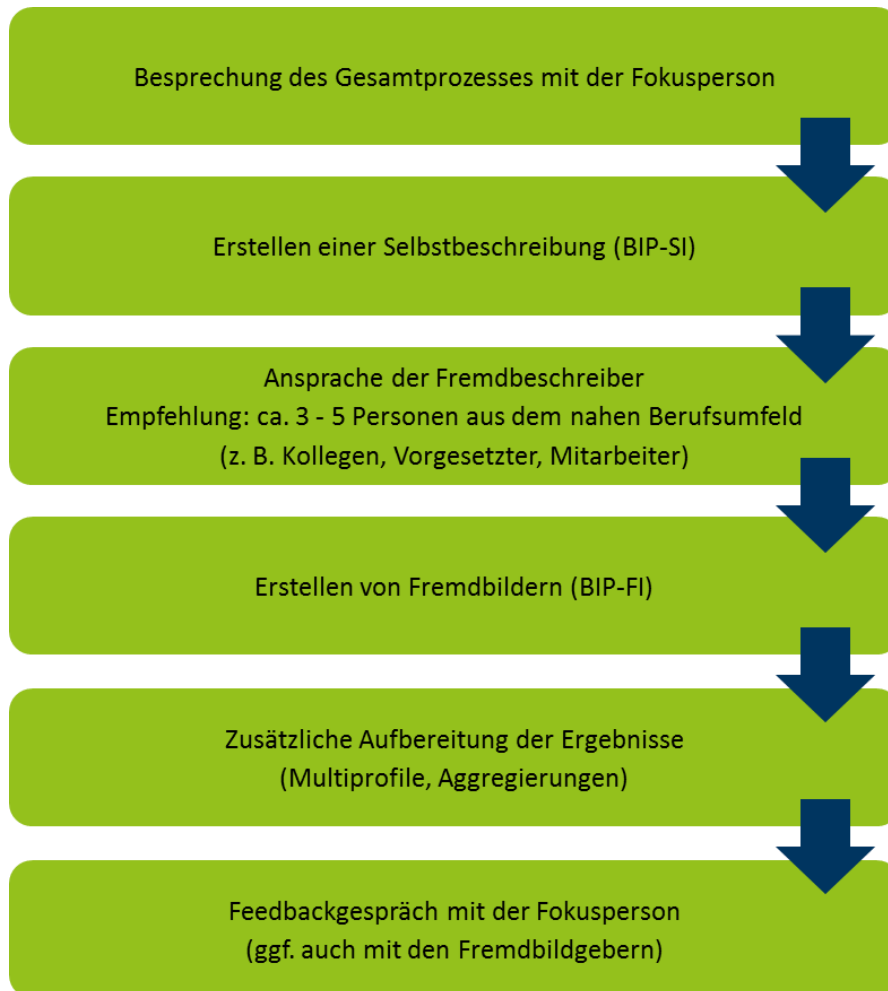 Besprechung des Gesamtprozesses mit der Fokusperson
Erstellen einer Selbstbeschreibung (BIP-SI)
Ansprache der Fremdbeschreiber
Empfehlung: ca. 3 - 5 Personen aus dem nahen Berufsumfeld
(z. B. Kollegen, Vorgesetzter, Mitarbeiter)
Erstellen von Fremdbildern (BIP-FI)
Zusätzliche Aufbereitung der Ergebnisse
(Multiprofile, Aggregierungen)
Feedbackgespräch mit der Fokusperson
(ggf. auch mit den Fremdbildgebern)